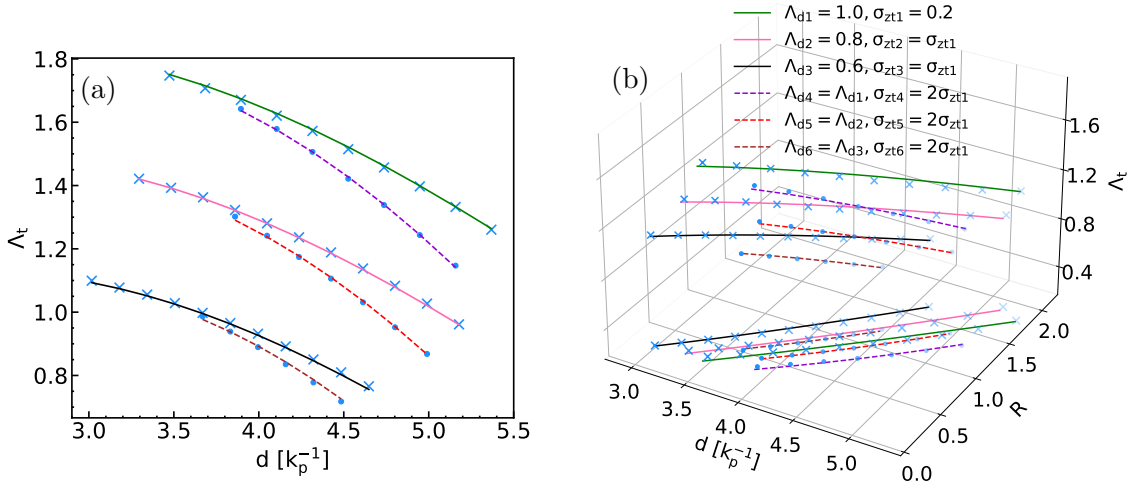 (a)
Λt
1.8
1.6
1.4
1.2
1.0
0.8
3.0 3.5 4.0 4.5 5.0 5.5
d [kp⁻¹]
(b)
Λd1 = 1.0, σzt1 = 0.2
Λd2 = 0.8, σzt2 = σzt1
Λd3 = 0.6, σzt3 = σzt1
Λd4 = Λd1, σzt4 = 2σzt1
Λd5 = Λd2, σzt5 = 2σzt1
Λd6 = Λd3, σzt6 = 2σzt1
1.6
1.2
0.8
0.4
Λt
3.0 3.5 4.0 4.5 5.0
d [kp⁻¹]
0.0 0.5 1.0 1.5 2.0
R